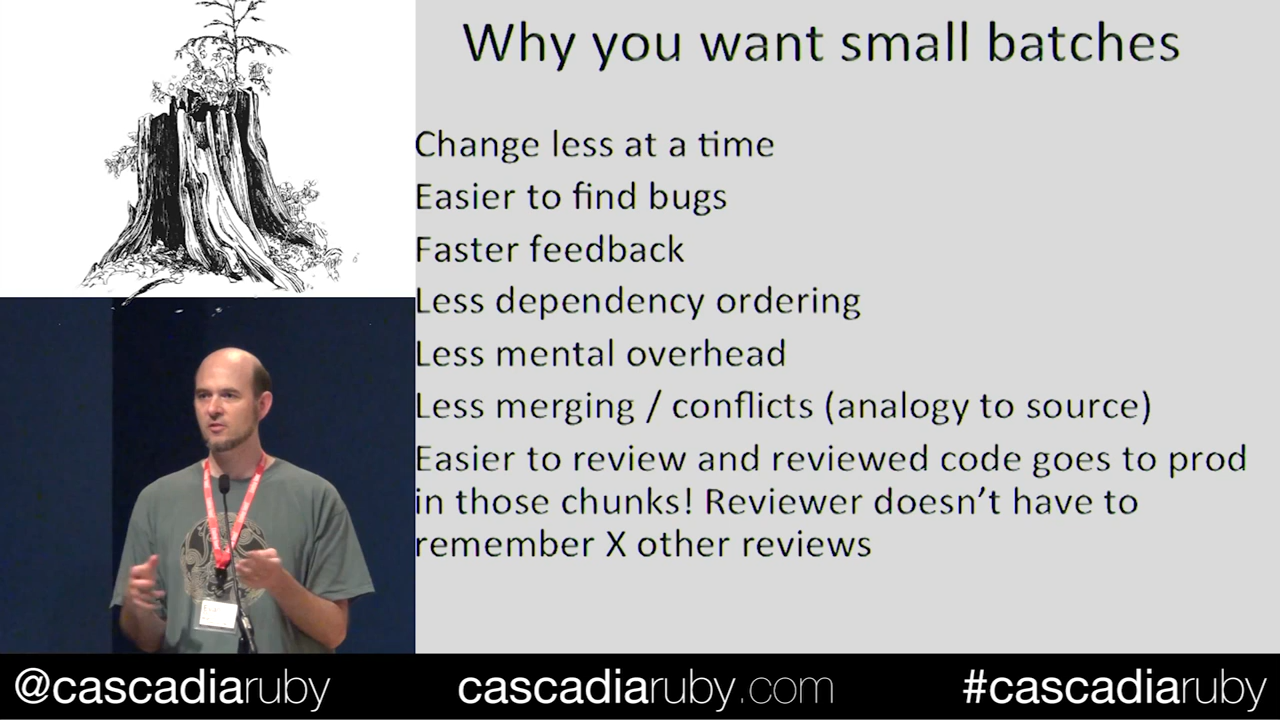 Why you want small batches
Change less at a time
Easier to find bugs
Faster feedback
Less dependency ordering
Less mental overhead
Less merging / conflicts (analogy to source)
Easier to review and reviewed code goes to prod
in those chunks! Reviewer doesn’t have to
remember X other reviews
@cascadiaruby
cascadiaruby.com
#cascadiaruby